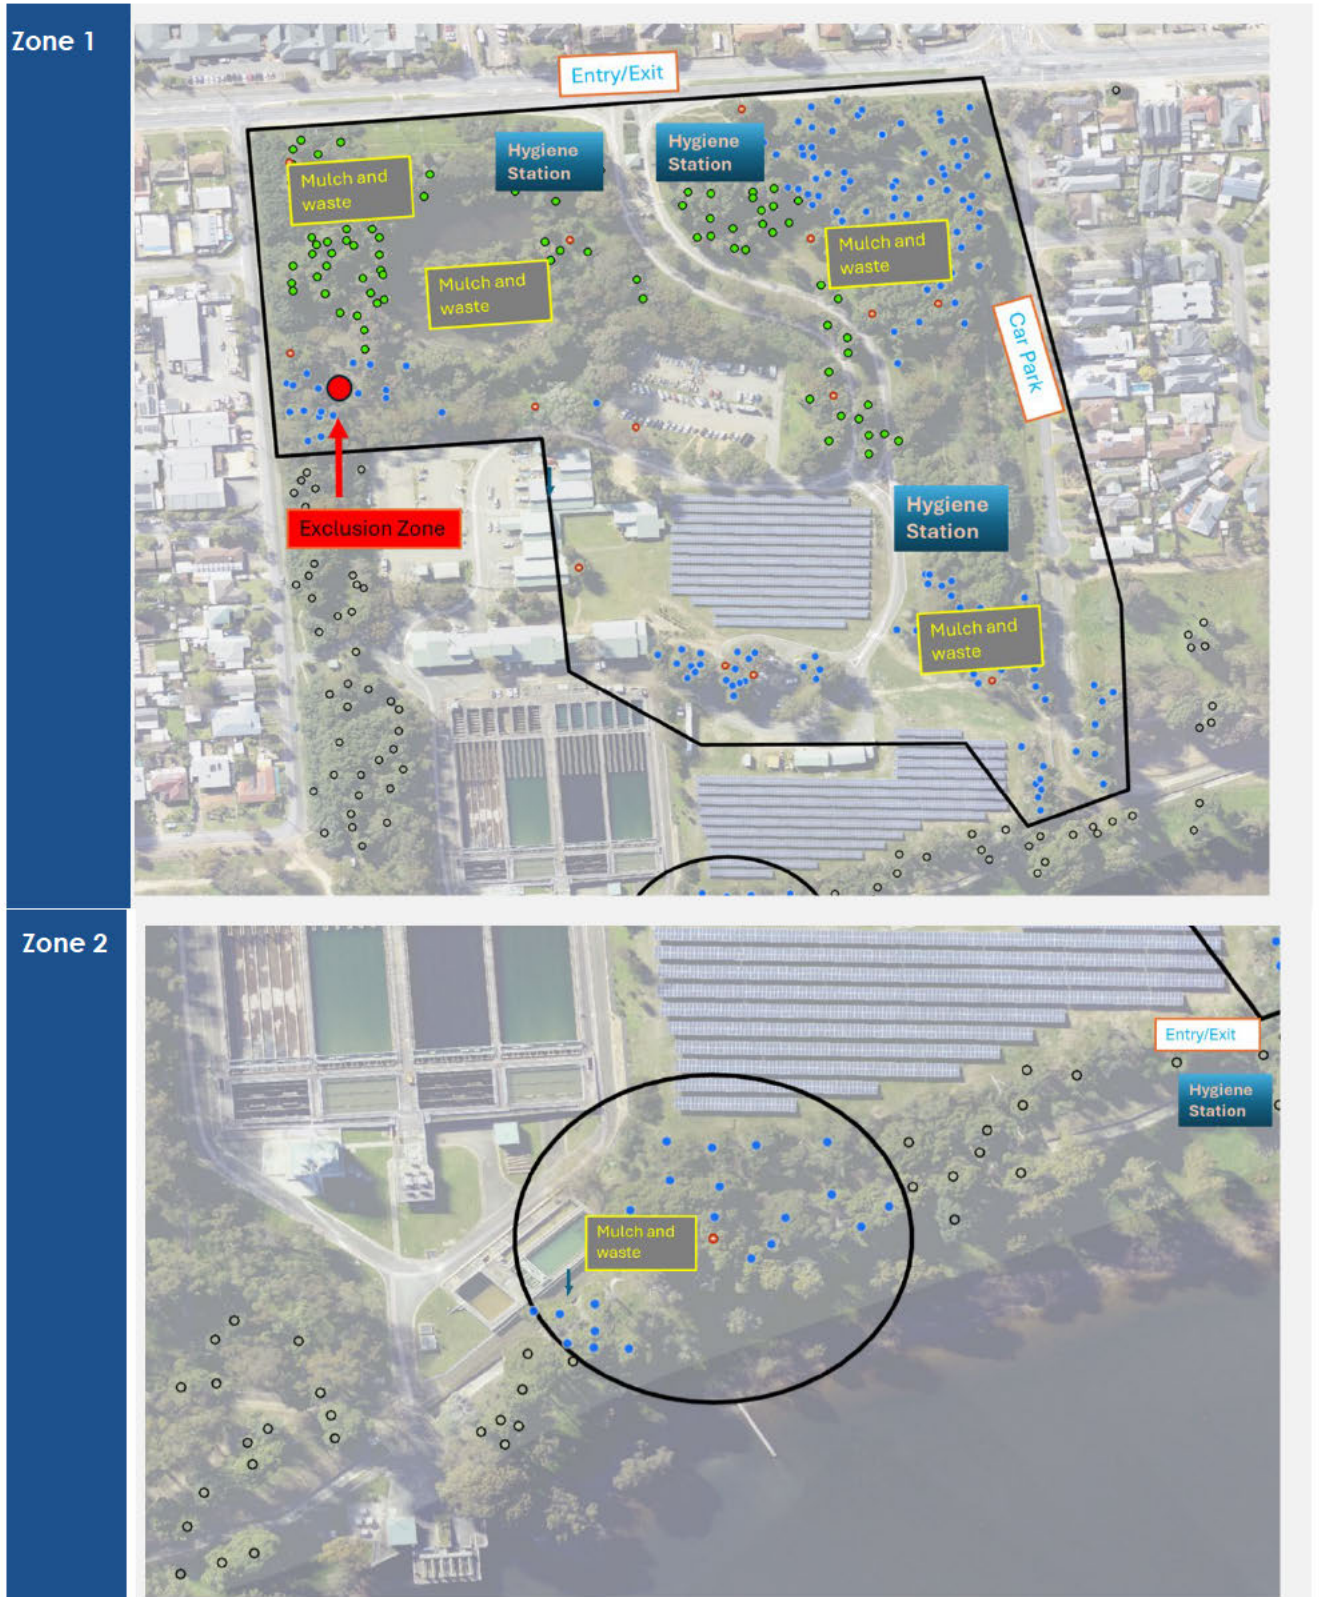 Zone 1
Entry/Exit
Hygiene
Station
Hygiene
Station
Mulch and
waste
Mulch and
waste
Mulch and
waste
Car Park
Exclusion Zone
Hygiene
Station
Mulch and
waste
Zone 2
Entry/Exit
Hygiene
Station
Mulch and
waste